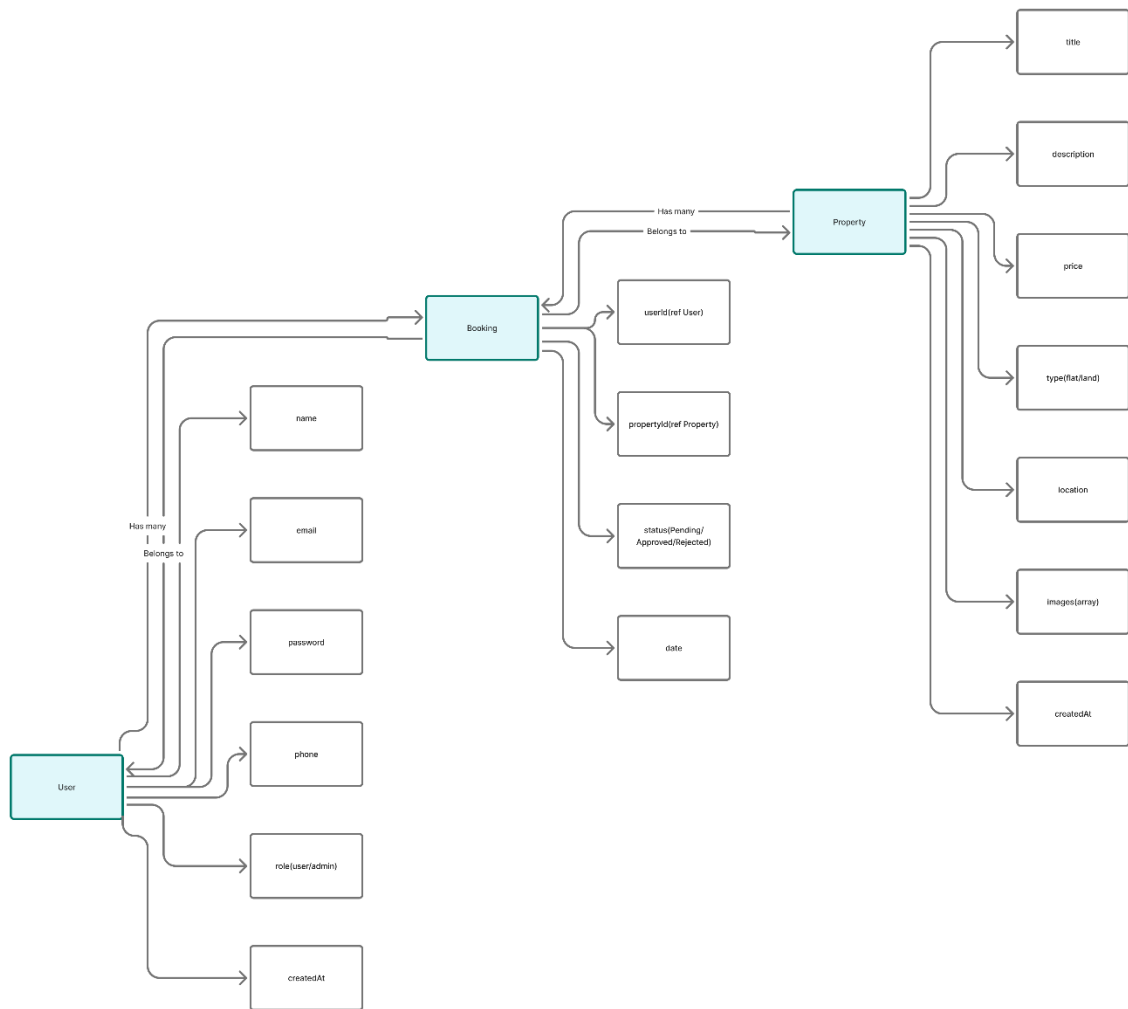 title
description
Has many
Property
Belongs to
price
userId(ref User)
Booking
type(flat/land)
name
propertyId(ref Property)
location
Has many
email
status(Pending/
Approved/Rejected)
Belongs to
images(array)
password
date
createdAt
phone
User
role(user/admin)
createdAt